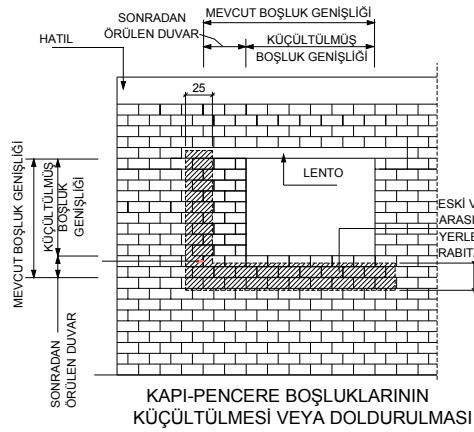 SONRADAN
ÖRÜLEN DUVAR
MEVCUT BOŞLUK GENİŞLİĞİ
KÜÇÜLTÜLMÜŞ
BOŞLUK GENİŞLİĞİ
HATIL
25
MEVCUT BOŞLUK GENİŞLİĞİ
KÜÇÜLTÜLMÜŞ
BOŞLUK
GENİŞLİĞİ
LENTO
ESKİ V
ARASI
YERLE
RABIT
SONRADAN
ÖRÜLEN DUVAR
KAPI-PENCERE BOŞLUKLARININ
KÜÇÜLTÜLMESİ VEYA DOLDURULMASI